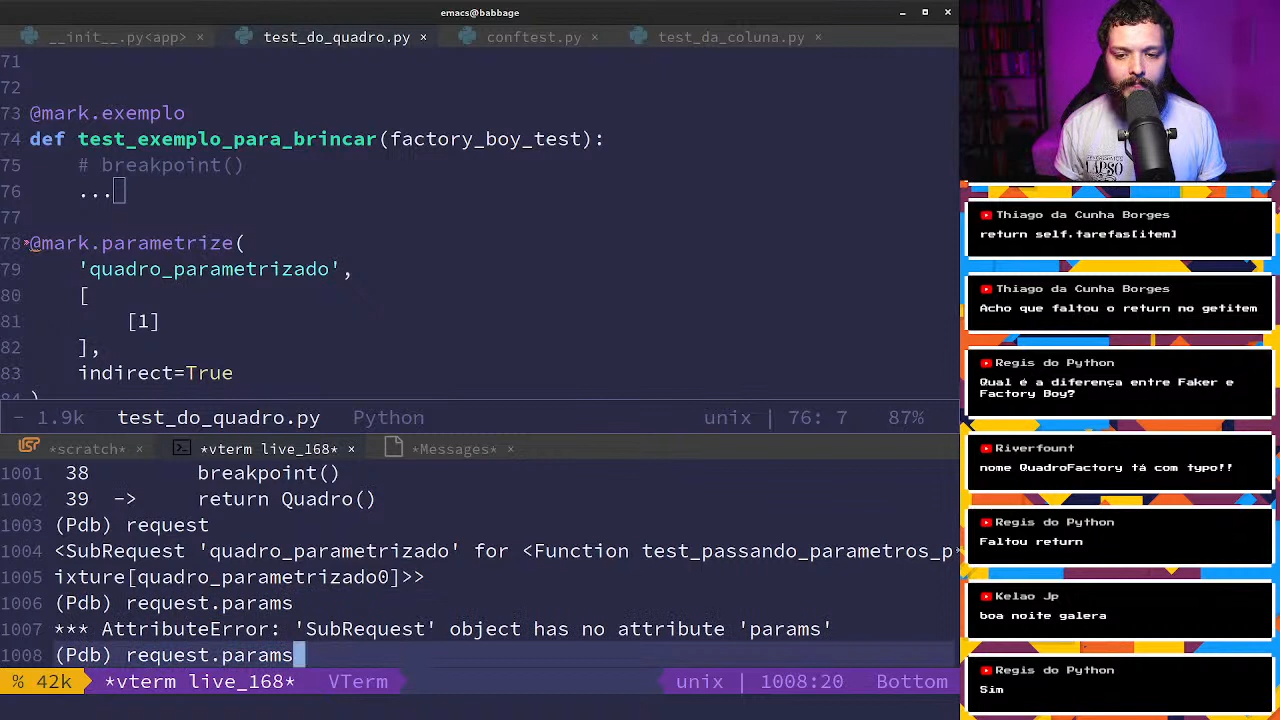 emacs@babbage
__init__.py<app> ×
test_do_quadro.py ×
conftest.py ×
test_da_coluna.py ×
71
72
73 @mark.exemplo
74 def test_exemplo_para_brincar(factory_boy_test):
75 # breakpoint()
76 ...
77
78 @mark.parametrize(
79 'quadro_parametrizado',
80 [
81 [1]
82 ],
83 indirect=True
84 )
- 1.9k test_do_quadro.py Python unix | 76: 7 87%
*scratch* ×
*vterm live_168* ×
*Messages* ×
1001 38 breakpoint()
1002 39 -> return Quadro()
1003 (Pdb) request
1004 <SubRequest 'quadro_parametrizado' for <Function test_passando_parametros_p
1005 ixture[quadro_parametrizado0]>>
1006 (Pdb) request.params
1007 *** AttributeError: 'SubRequest' object has no attribute 'params'
1008 (Pdb) request.params
% 42k *vterm live_168* VTerm unix | 1008:20 Bottom
LAPSO
Thiago da Cunha Borges
return self.tarefas[item]
Thiago da Cunha Borges
Acho que faltou o return no getitem
Regis do Python
Qual é a diferença entre Faker e
Factory Boy?
Riverfount
nome QuadroFactory tá com typo!!
Regis do Python
Faltou return
Kelao Jp
boa noite galera
Regis do Python
Sim